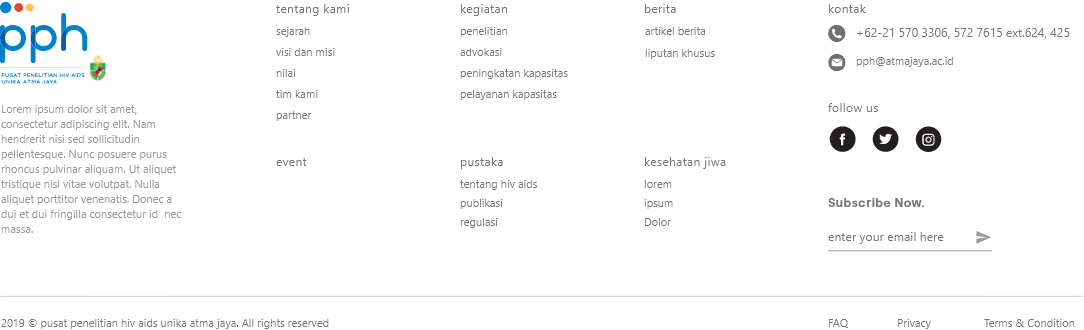 pph
PUSAT PENELITIAN HIV AIDS
UNIKA ATMA JAYA
Lorem ipsum dolor sit amet,
consectetur adipiscing elit. Nam
hendrerit nisi sed sollicitudin
pellentesque. Nunc posuere purus
rhoncus pulvinar aliquam. Ut aliquet
tristique nisl vitae volutpat. Nulla
aliquet porttitor venenatis. Donec a
dui et dui fringilla consectetur id nec
massa.
tentang kami
sejarah
visi dan misi
nilai
tim kami
partner
event
kegiatan
penelitian
advokasi
peningkatan kapasitas
pelayanan kapasitas
pustaka
tentang hiv aids
publikasi
regulasi
berita
artikel berita
liputan khusus
kesehatan jiwa
lorem
ipsum
Dolor
kontak
+62-21 570 3306, 572 7615 ext.624, 425
pph@atmajaya.ac.id
follow us
Subscribe Now.
enter your email here
2019 © pusat penelitian hiv aids unika atma jaya. All rights reserved
FAQ
Privacy
Terms & Condition